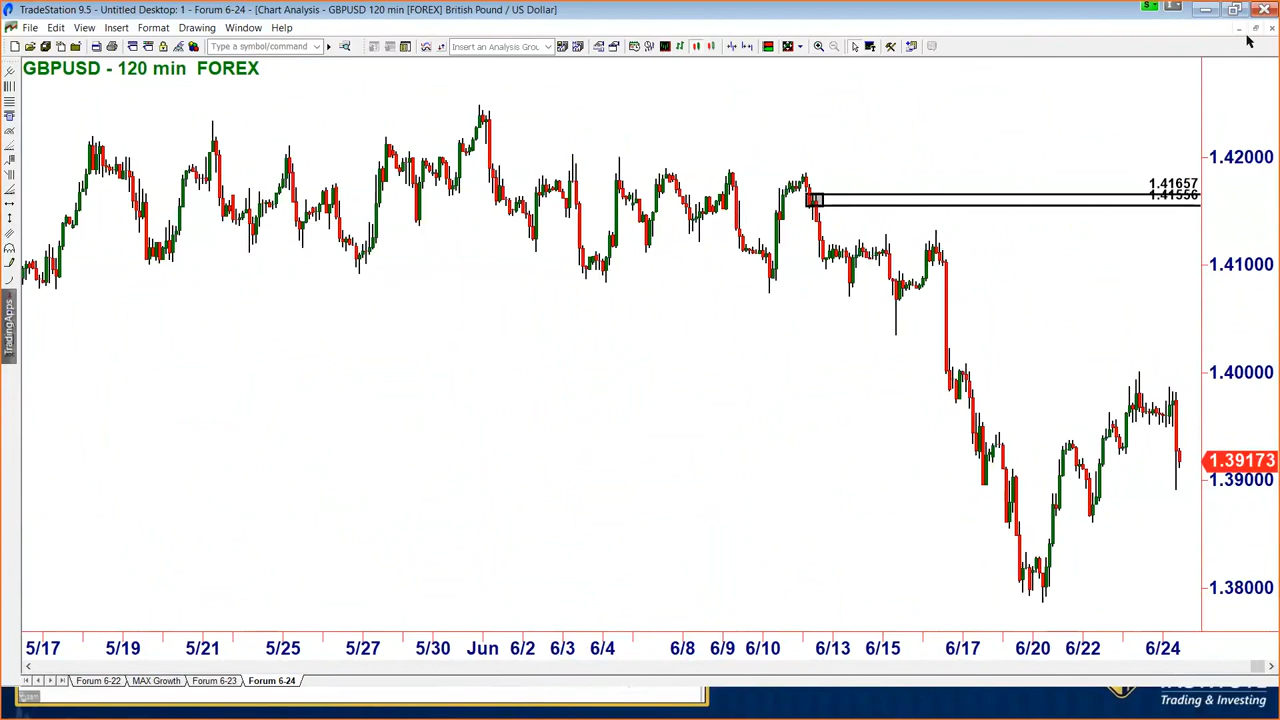 TradeStation 9.5 - Untitled Desktop: 1 - Forum 6-24 - [Chart Analysis - GBPUSD 120 min [FOREX] British Pound / US Dollar]
File Edit View Insert Format Drawing Window Help
Type a symbol/command
Insert an Analysis Grou
GBPUSD - 120 min FOREX
1.42000
1.41657
1.41556
1.41000
1.40000
1.39173
1.39000
1.38000
TradingApps
5/17 5/19 5/21 5/25 5/27 5/30 Jun 6/2 6/3 6/4 6/8 6/9 6/10 6/13 6/15 6/17 6/20 6/22 6/24
Forum 6-22 MAX Growth Forum 6-23 Forum 6-24
Trading & Investing